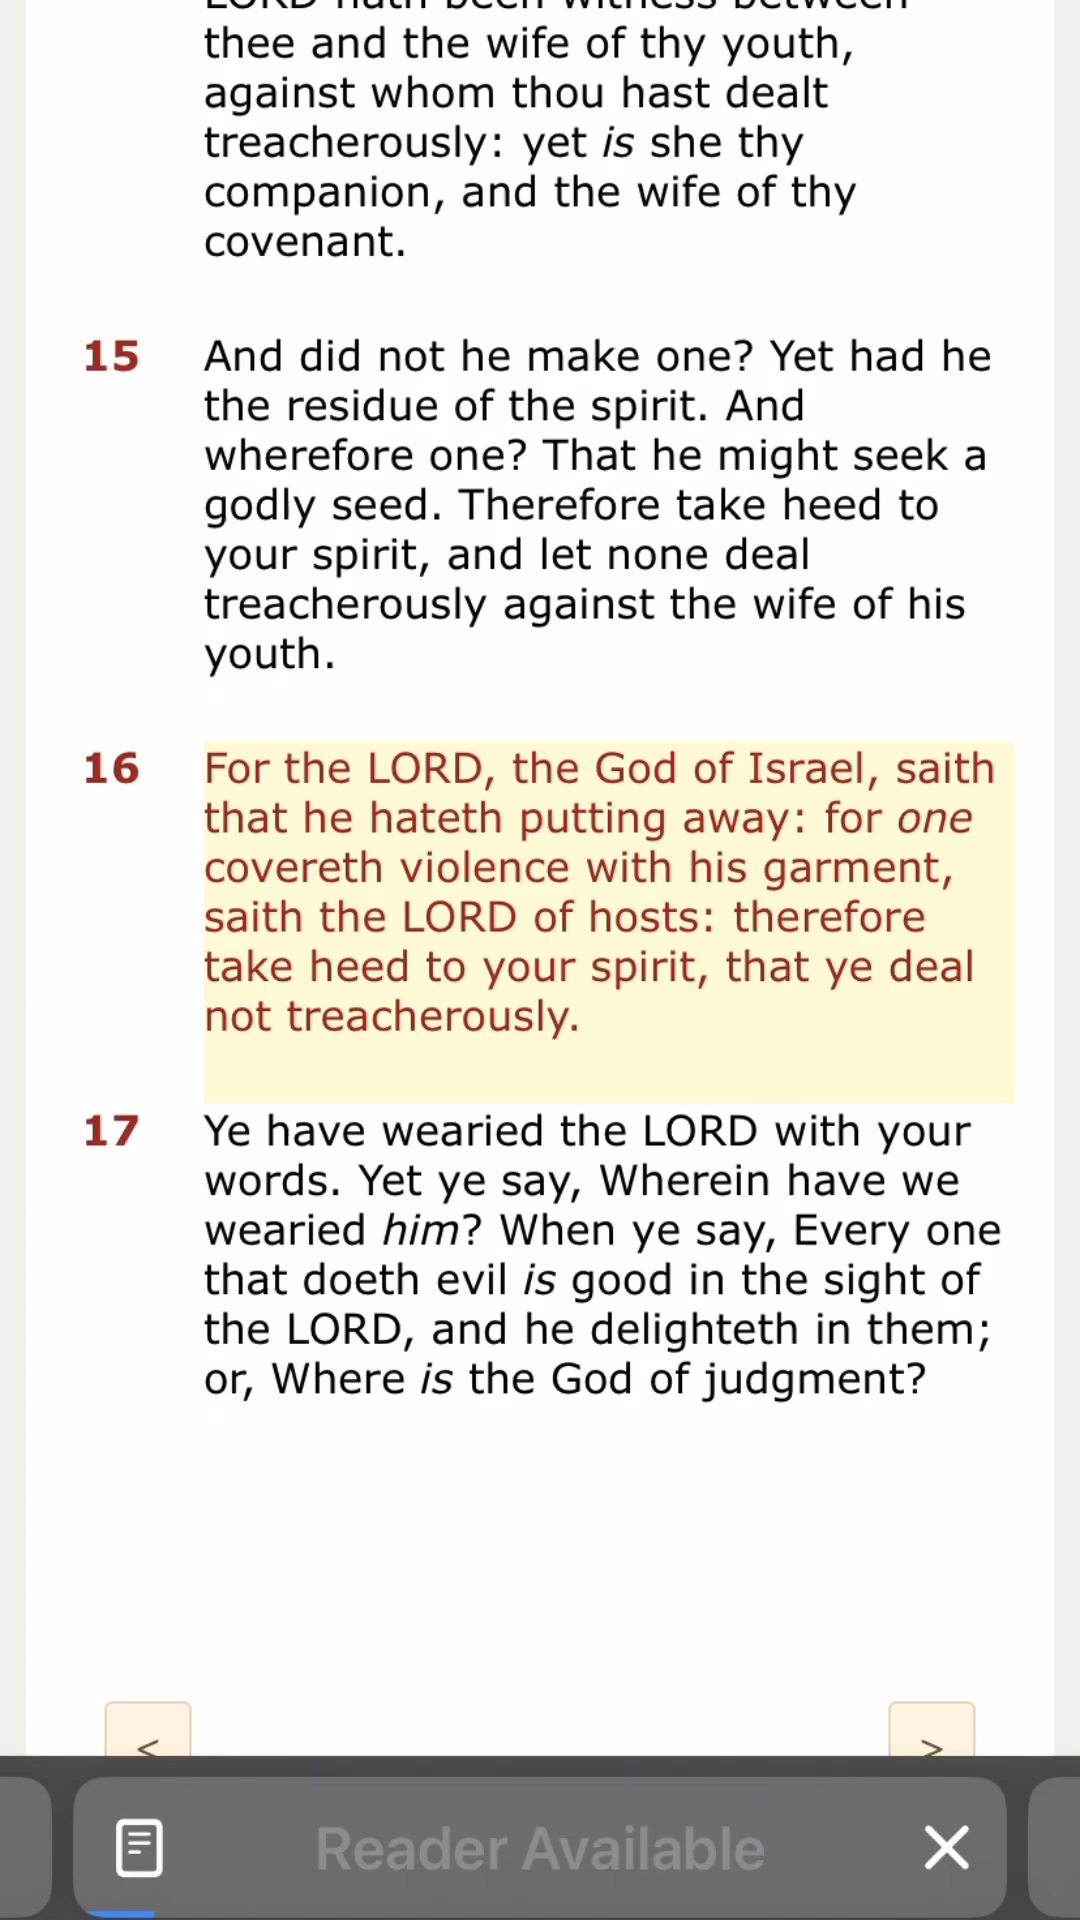 LORD hath been witness between
thee and the wife of thy youth,
against whom thou hast dealt
treacherously: yet is she thy
companion, and the wife of thy
covenant.
15 And did not he make one? Yet had he
the residue of the spirit. And
wherefore one? That he might seek a
godly seed. Therefore take heed to
your spirit, and let none deal
treacherously against the wife of his
youth.
16 For the LORD, the God of Israel, saith
that he hateth putting away: for one
covereth violence with his garment,
saith the LORD of hosts: therefore
take heed to your spirit, that ye deal
not treacherously.
17 Ye have wearied the LORD with your
words. Yet ye say, Wherein have we
wearied him? When ye say, Every one
that doeth evil is good in the sight of
the LORD, and he delighteth in them;
or, Where is the God of judgment?
< >
Reader Available